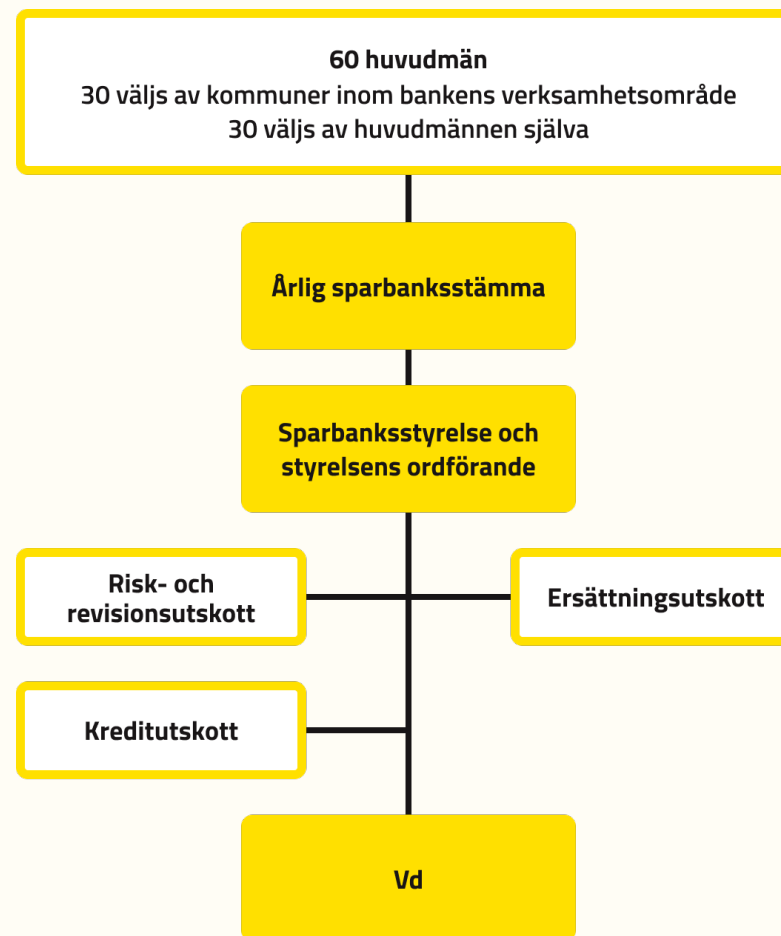 60 huvudmän
30 väljs av kommuner inom bankens verksamhetsområde
30 väljs av huvudmännen själva
Årlig sparbanksstämma
Sparbanksstyrelse och
styrelsens ordförande
Risk- och
revisionsutskott
Ersättningsutskott
Kreditutskott
Vd